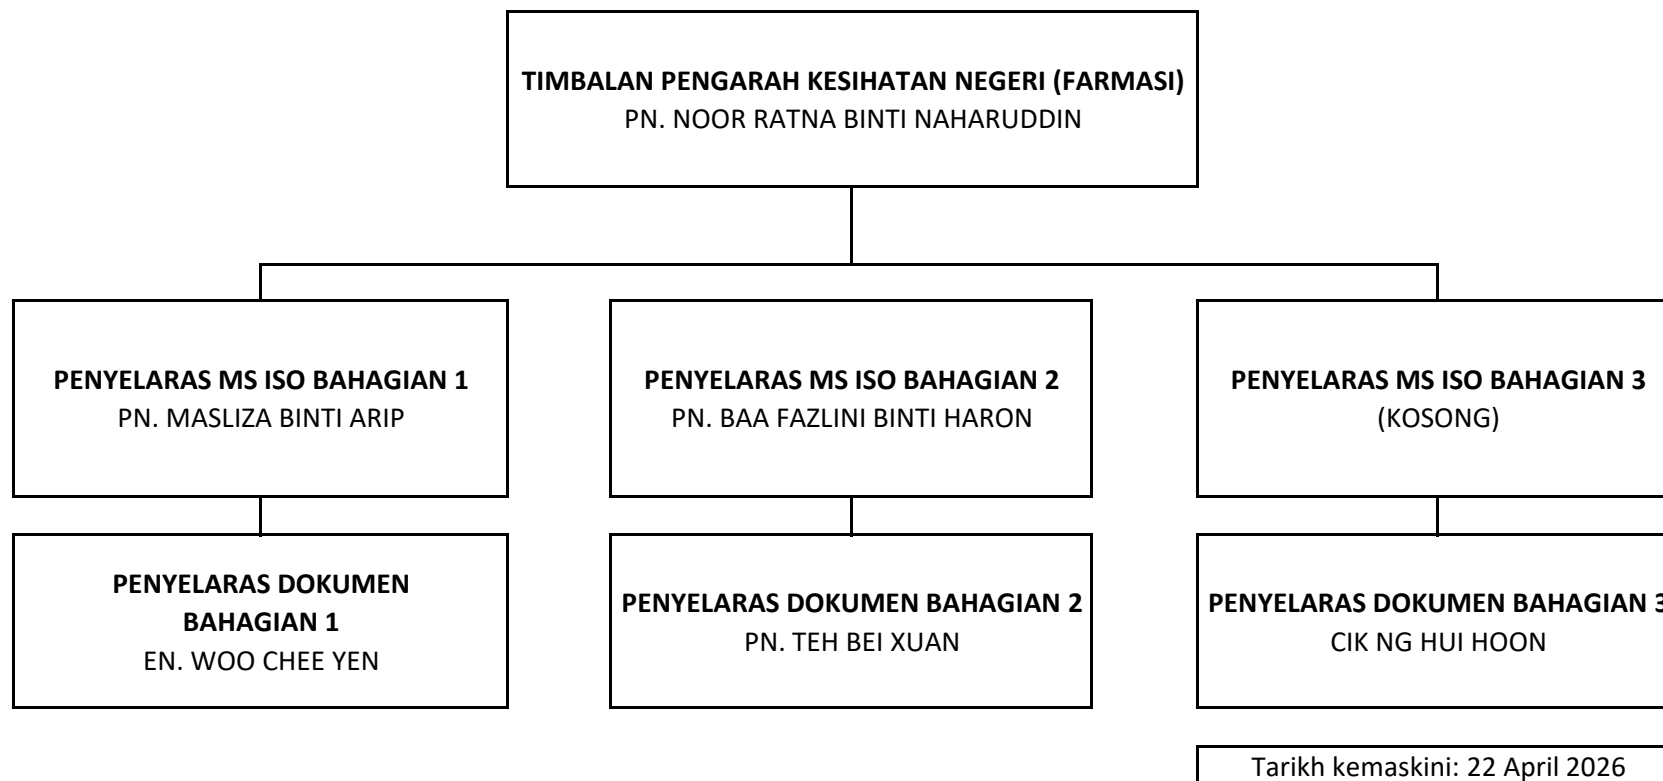 TIMBALAN PENGARAH KESIHATAN NEGERI (FARMASI)
PN. NOOR RATNA BINTI NAHARUDDIN
PENYELARAS MS ISO BAHAGIAN 1
PN. MASLIZA BINTI ARIP
PENYELARAS MS ISO BAHAGIAN 2
PN. BAA FAZLINI BINTI HARON
PENYELARAS MS ISO BAHAGIAN 3
(KOSONG)
PENYELARAS DOKUMEN
BAHAGIAN 1
EN. WOO CHEE YEN
PENYELARAS DOKUMEN BAHAGIAN 2
PN. TEH BEI XUAN
PENYELARAS DOKUMEN BAHAGIAN 3
CIK NG HUI HOON
Tarikh kemaskini: 22 April 2026